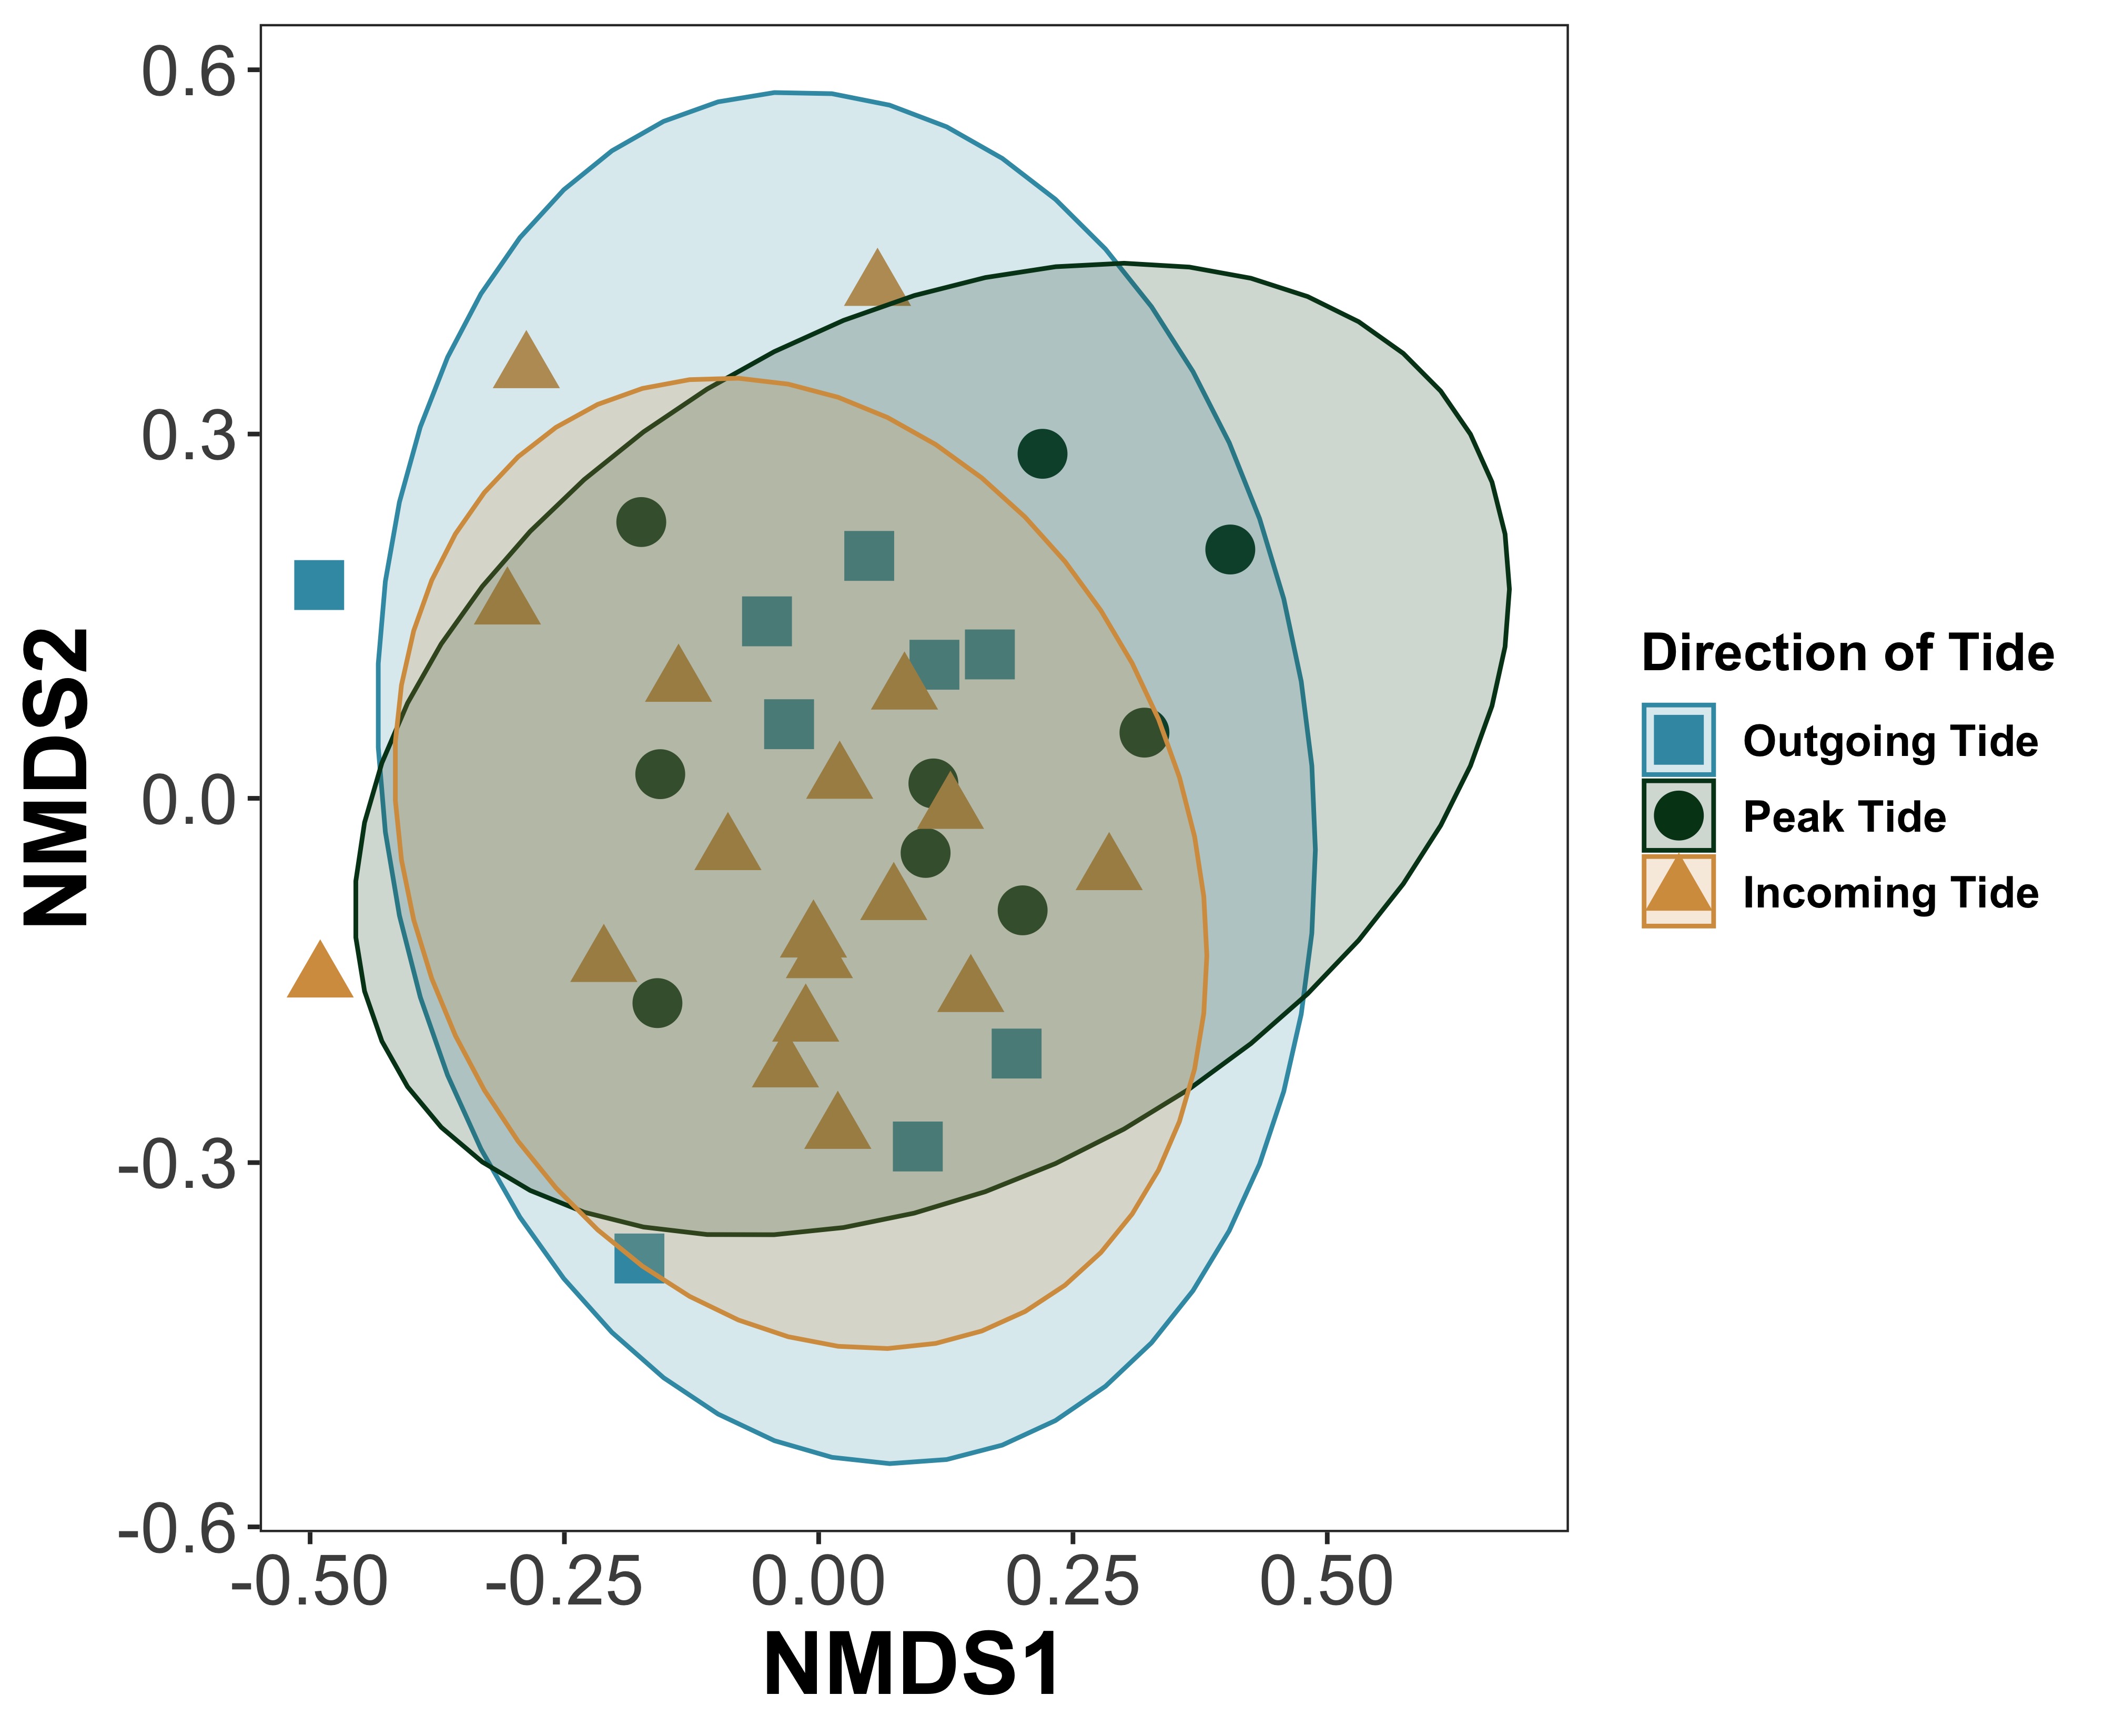 NMDS2
0.6
0.3
0.0
-0.3
-0.6
-0.50 -0.25 0.00 0.25 0.50
NMDS1
Direction of Tide
Outgoing Tide
Peak Tide
Incoming Tide